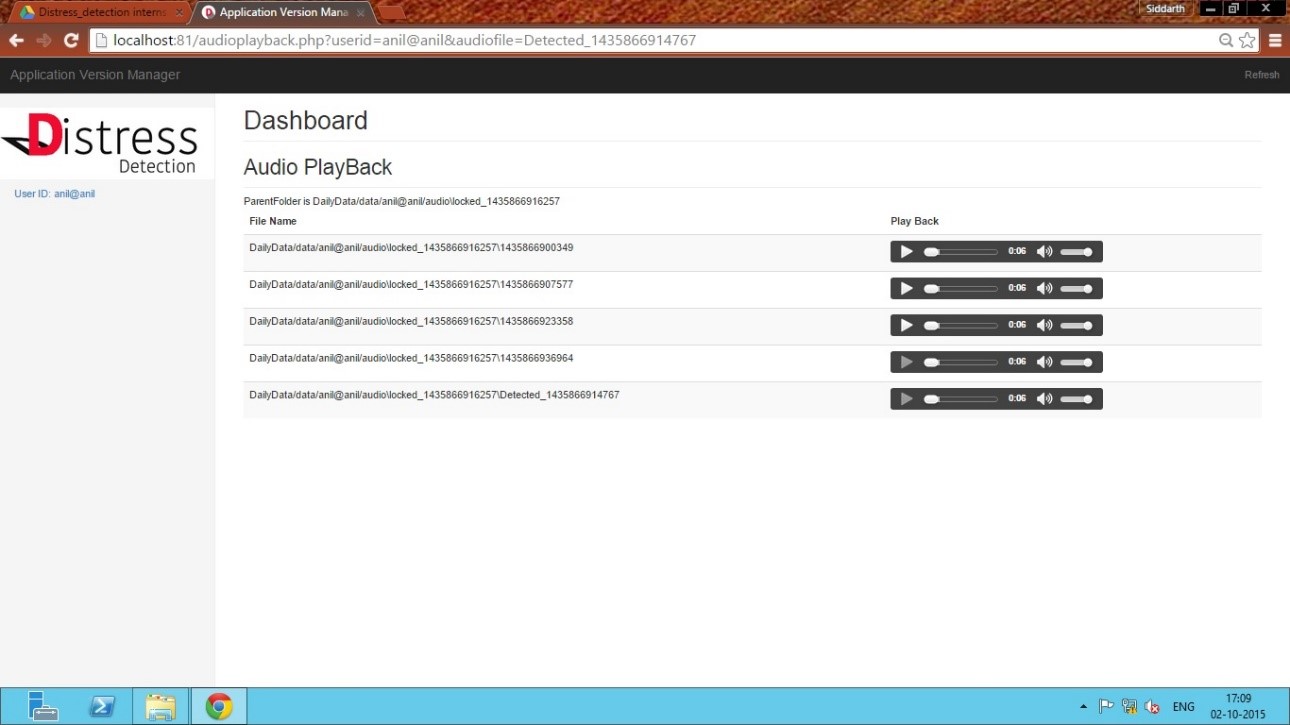 Distress_detection interns
Application Version Mana
Siddarth
localhost:81/audioplayback.php?userid=anil@anil&audiofile=Detected_1435866914767
Application Version Manager
Refresh
Distress
Detection
User ID: anil@anil
Dashboard
Audio PlayBack
ParentFolder is DailyData/data/anil@anil/audio\locked_1435866916257
File Name
Play Back
DailyData/data/anil@anil/audio\locked_1435866916257\1435866900349
0:06
DailyData/data/anil@anil/audio\locked_1435866916257\1435866907577
0:06
DailyData/data/anil@anil/audio\locked_1435866916257\1435866923358
0:06
DailyData/data/anil@anil/audio\locked_1435866916257\1435866936964
0:06
DailyData/data/anil@anil/audio\locked_1435866916257\Detected_1435866914767
0:06
ENG
17:09
02-10-2015